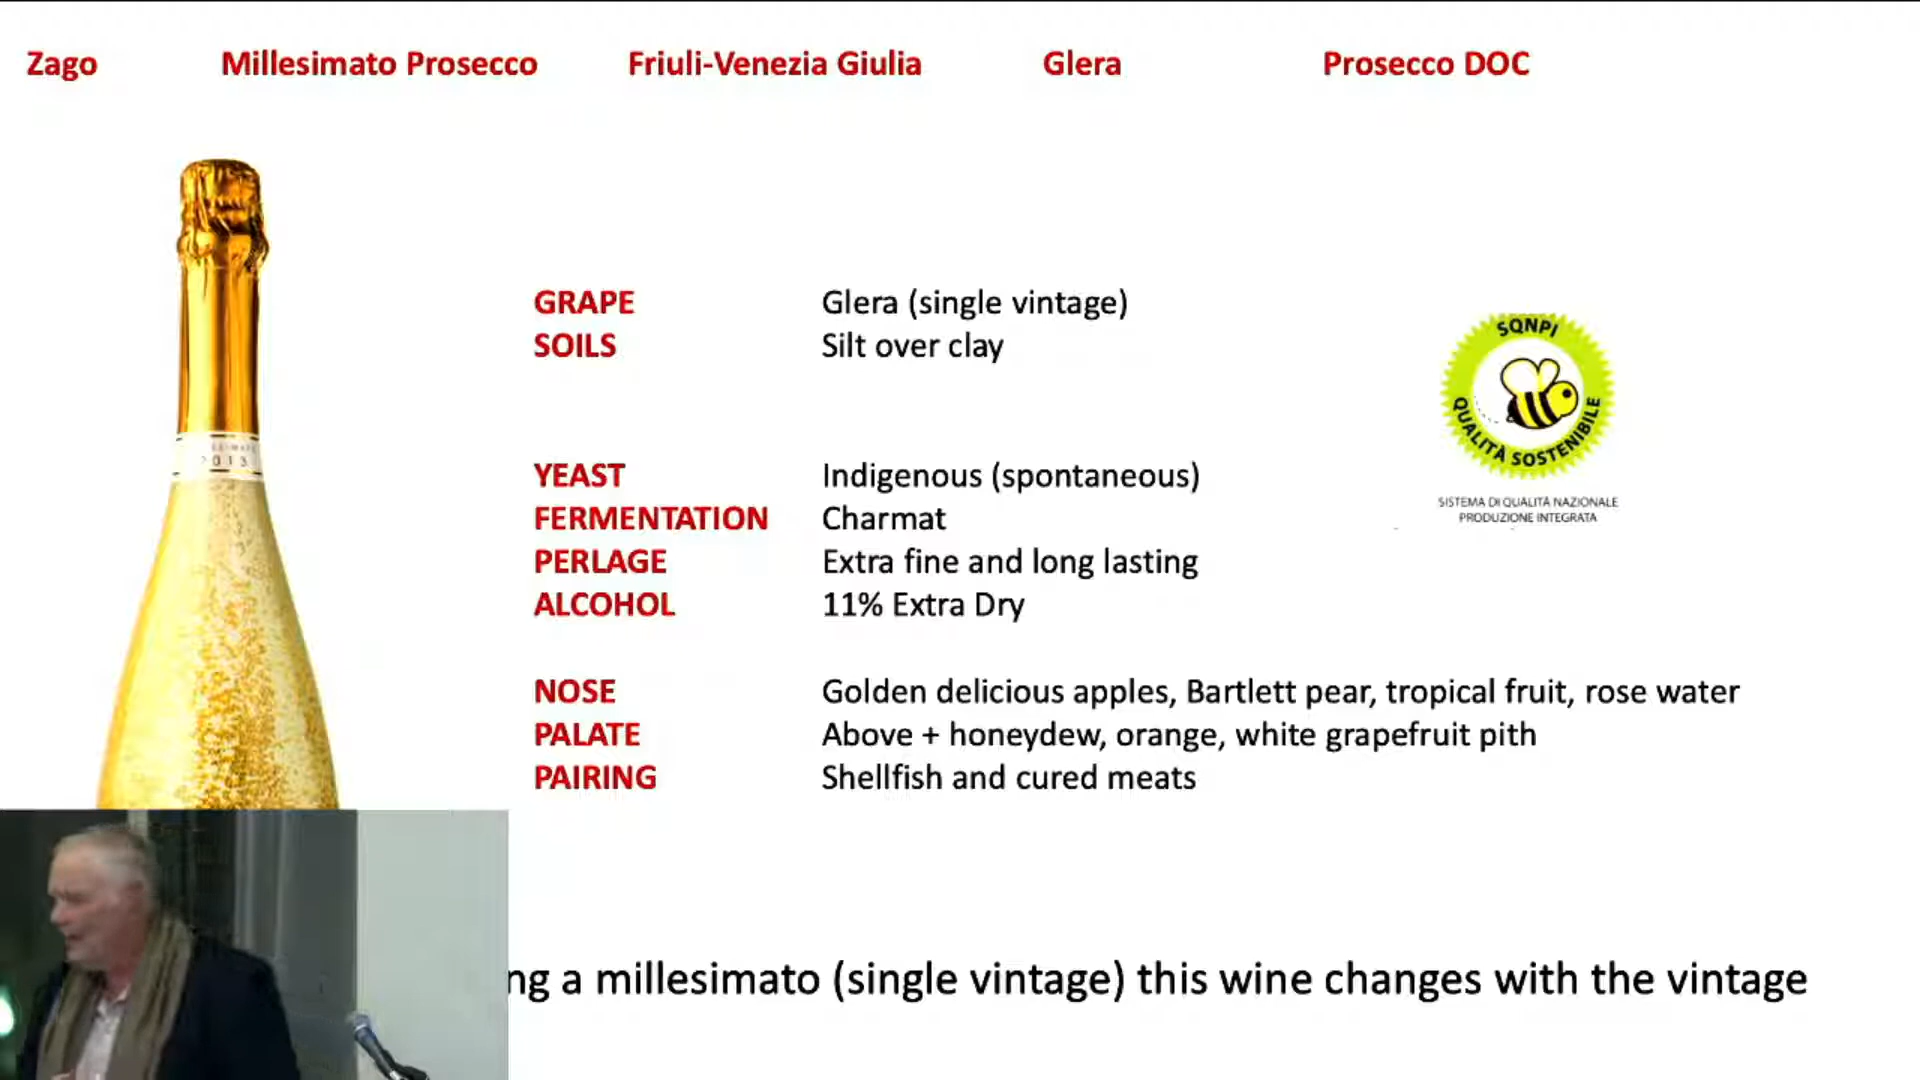 Zago Millesimato Prosecco Friuli-Venezia Giulia Glera Prosecco DOC
2013
GRAPE Glera (single vintage)
SOILS Silt over clay
YEAST Indigenous (spontaneous)
FERMENTATION Charmat
PERLAGE Extra fine and long lasting
ALCOHOL 11% Extra Dry
NOSE Golden delicious apples, Bartlett pear, tropical fruit, rose water
PALATE Above + honeydew, orange, white grapefruit pith
PAIRING Shellfish and cured meats
SQNPI
QUALITÀ SOSTENIBILE
SISTEMA DI QUALITÀ NAZIONALE
PRODUZIONE INTEGRATA
ng a millesimato (single vintage) this wine changes with the vintage